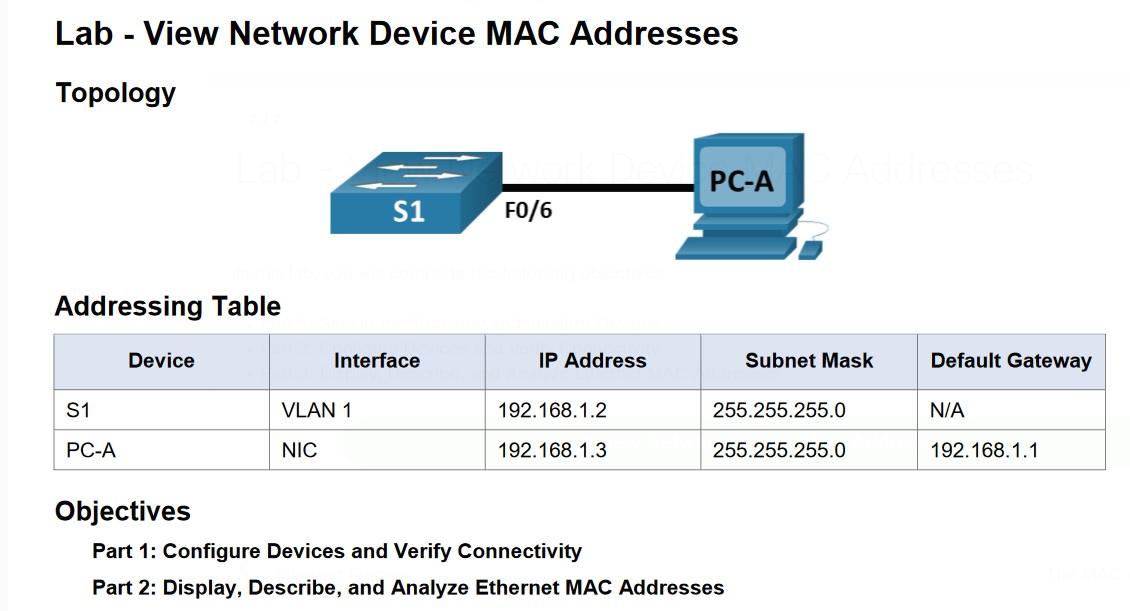 Lab - View Network Device MAC Addresses
Topology
S1
F0/6
PC-A
Addressing Table
Device Interface IP Address Subnet Mask Default Gateway
S1 VLAN 1 192.168.1.2 255.255.255.0 N/A
PC-A NIC 192.168.1.3 255.255.255.0 192.168.1.1
Objectives
Part 1: Configure Devices and Verify Connectivity
Part 2: Display, Describe, and Analyze Ethernet MAC Addresses